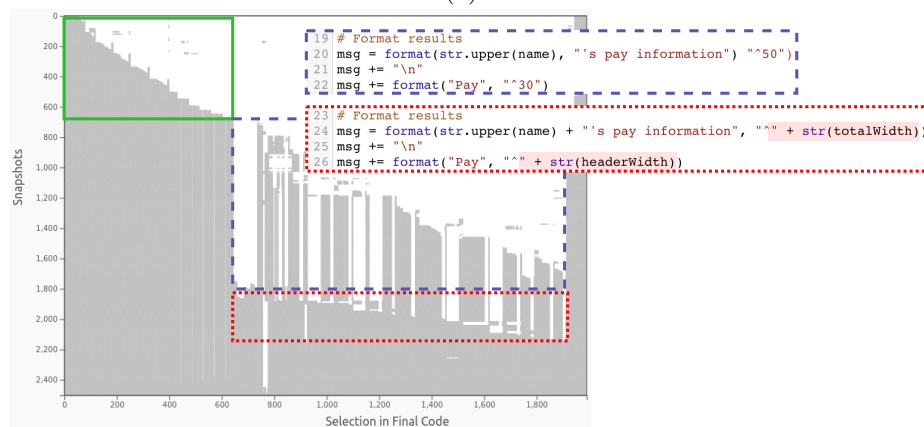 0
200
400
600
800
1,000
1,200
1,400
1,600
1,800
2,000
2,200
2,400
Snapshots
19 # Format results
20 msg = format(str.upper(name), "'s pay information") "^50")
21 msg += "\n"
22 msg += format("Pay", "^30")
23 # Format results
24 msg = format(str.upper(name) + "'s pay information", "^" + str(totalWidth))
25 msg += "\n"
26 msg += format("Pay", "^" + str(headerWidth))
0 200 400 600 800 1,000 1,200 1,400 1,600 1,800
Selection in Final Code